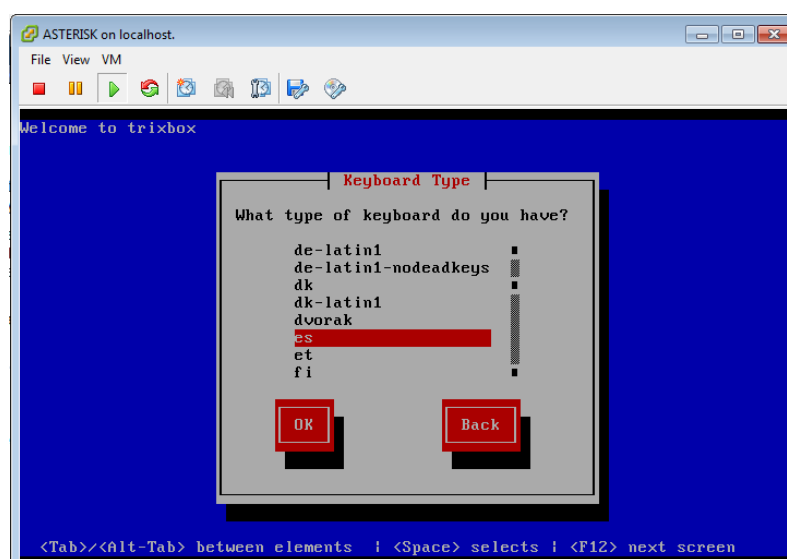 ASTERISK on localhost.
File View VM
Welcome to trixbox
Keyboard Type
What type of keyboard do you have?
de-latin1
de-latin1-nodeadkeys
dk
dk-latin1
dvorak
es
et
fi
OK Back
<Tab>/<Alt-Tab> between elements | <Space> selects | <F12> next screen